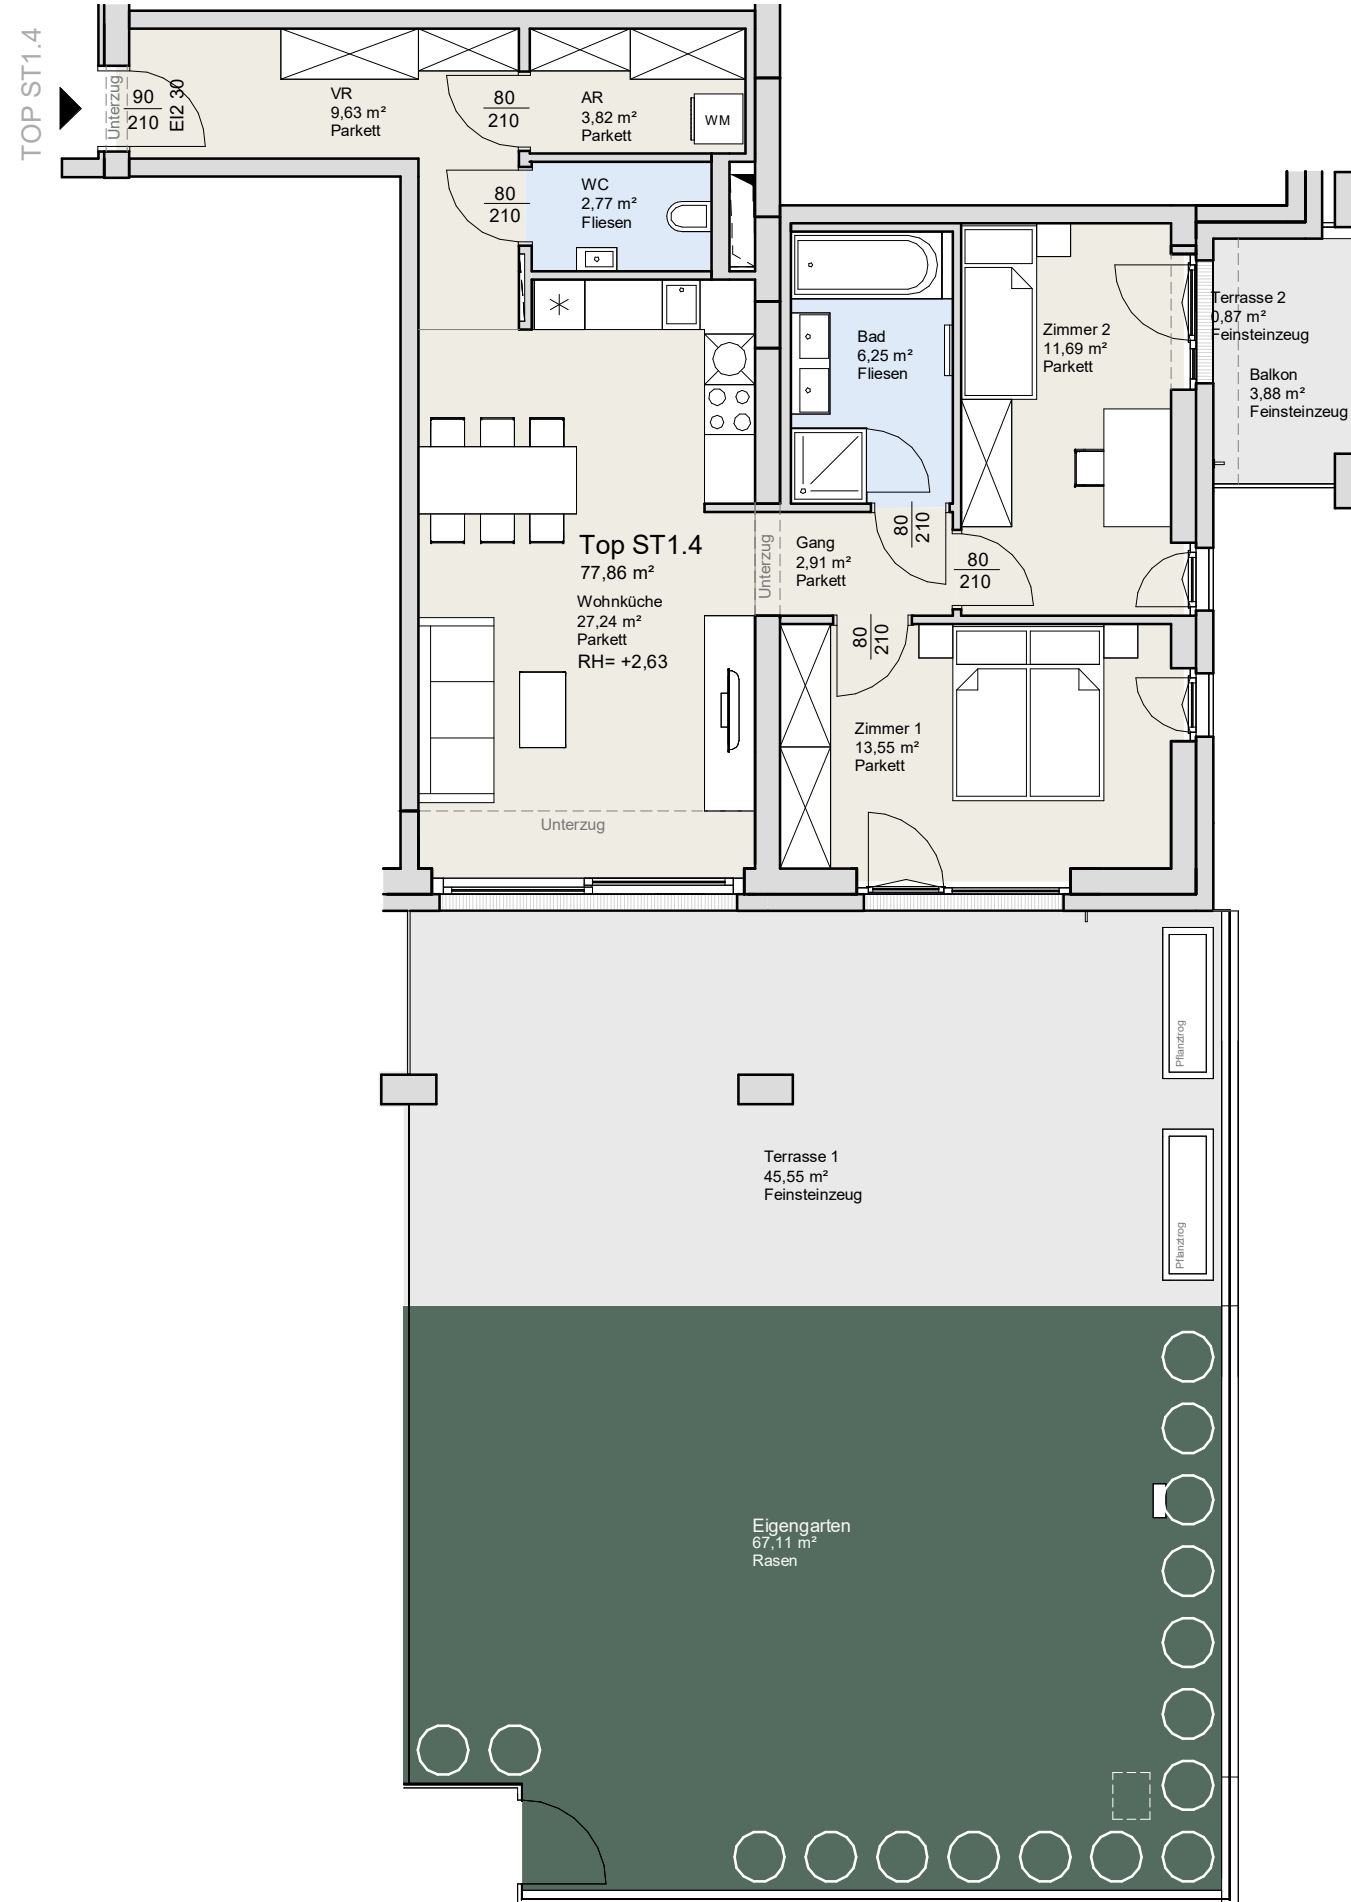 TOP ST1.4
Unterzug
90
210
EI2 30
VR
9,63 m²
Parkett
80
210
AR
3,82 m²
Parkett
WM
80
210
WC
2,77 m²
Fliesen
Bad
6,25 m²
Fliesen
Zimmer 2
11,69 m²
Parkett
Terrasse 2
0,87 m²
Feinsteinzeug
Balkon
3,88 m²
Feinsteinzeug
Top ST1.4
77,86 m²
Wohnküche
27,24 m²
Parkett
RH= +2,63
Unterzug
Gang
2,91 m²
Parkett
80
210
80
210
80
210
Zimmer 1
13,55 m²
Parkett
Unterzug
Pflanztrog
Terrasse 1
45,55 m²
Feinsteinzeug
Pflanztrog
Eigengarten
67,11 m²
Rasen